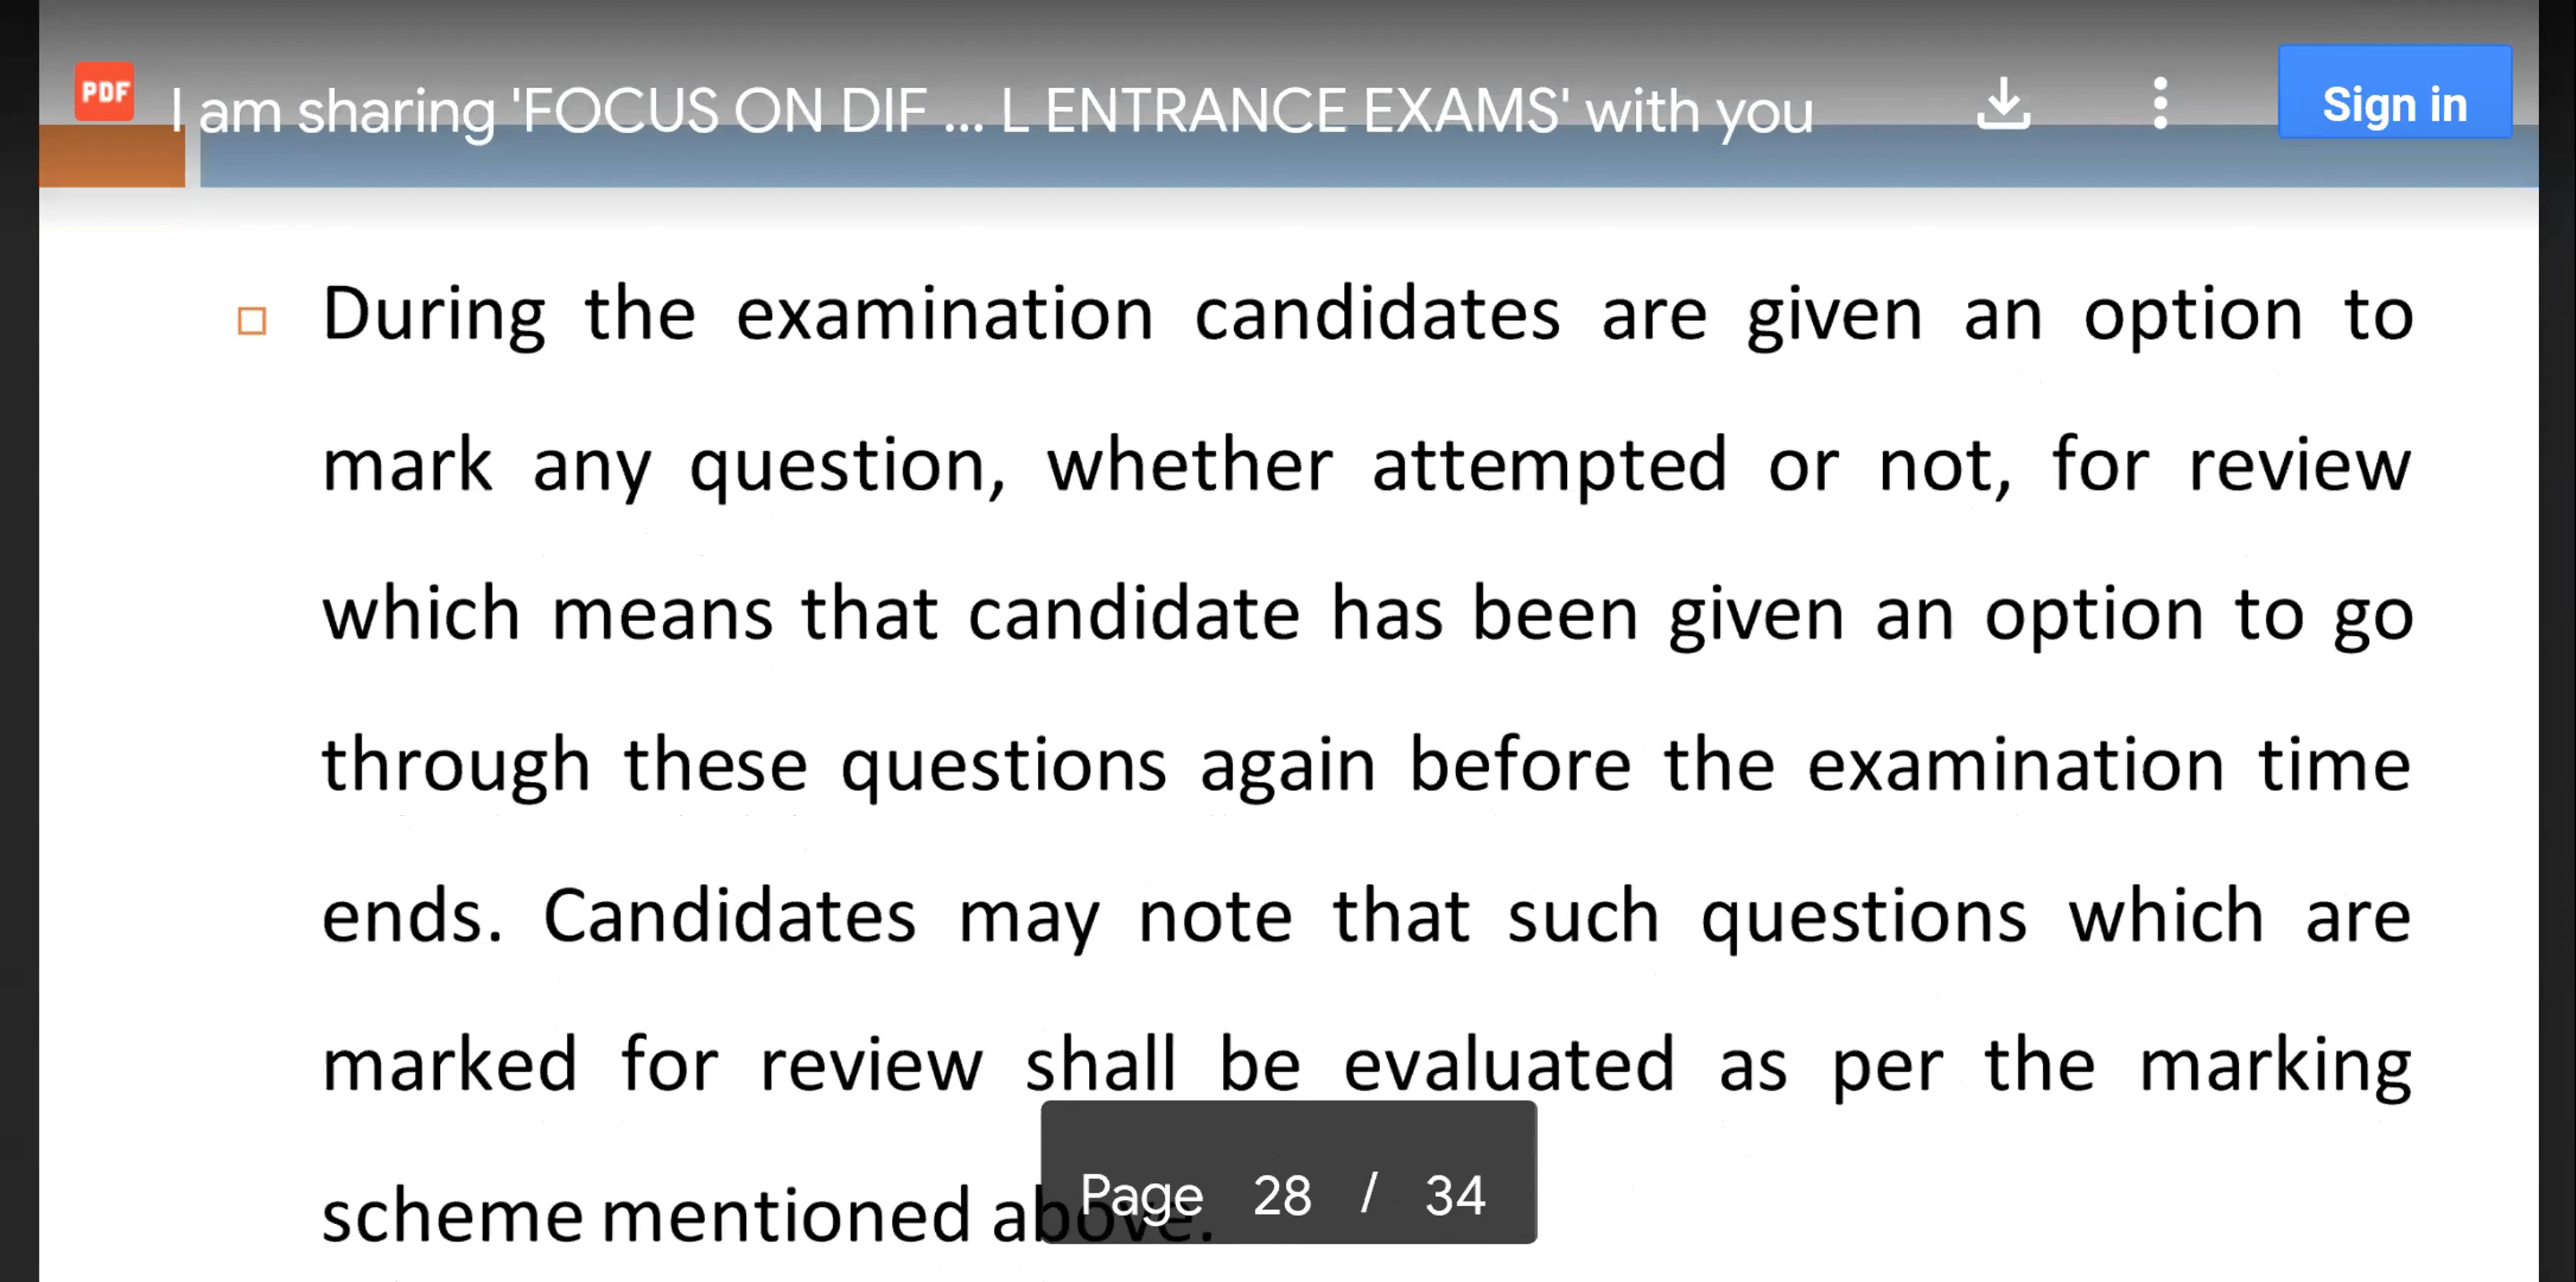 PDF
I am sharing 'FOCUS ON DIF ... L ENTRANCE EXAMS' with you
Sign in
During the examination candidates are given an option to
mark any question, whether attempted or not, for review
which means that candidate has been given an option to go
through these questions again before the examination time
ends. Candidates may note that such questions which are
marked for review shall be evaluated as per the marking
scheme mentioned above.
Page 28 / 34